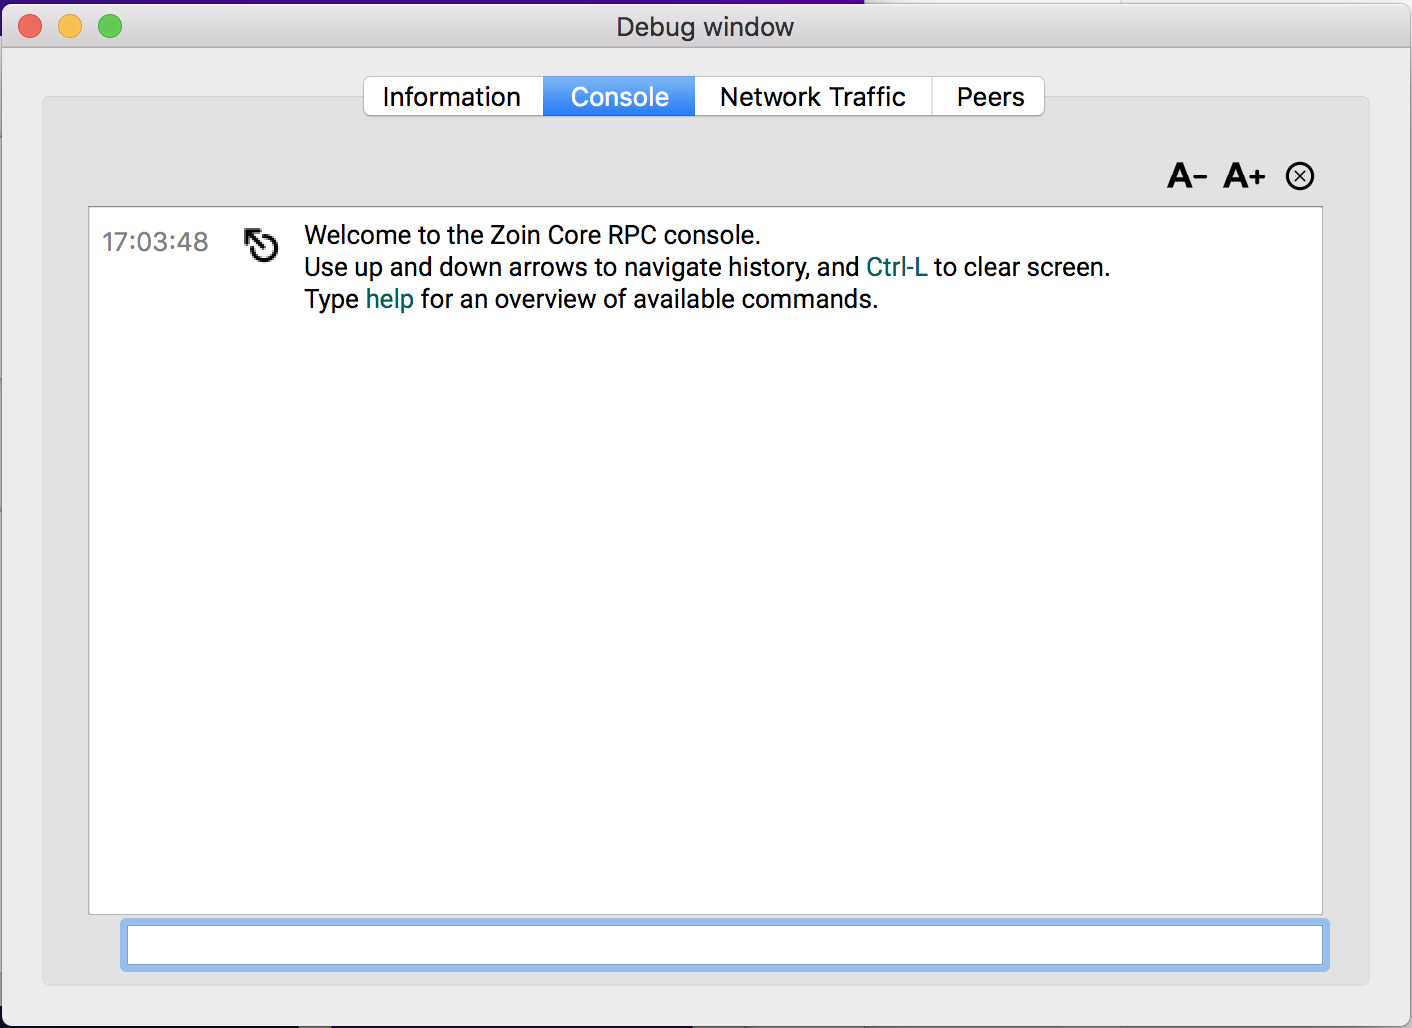 Debug window
Information Console Network Traffic Peers
A- A+
17:03:48 Welcome to the Zoin Core RPC console.
Use up and down arrows to navigate history, and Ctrl-L to clear screen.
Type help for an overview of available commands.